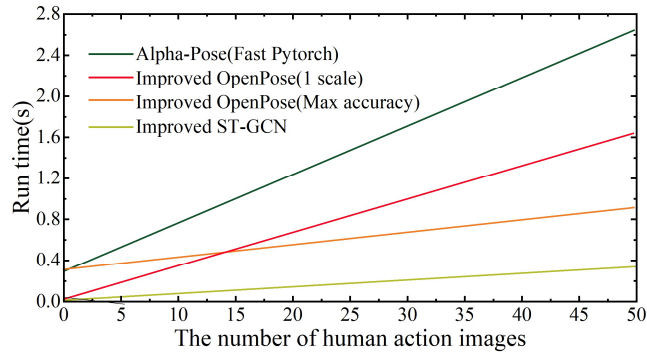 2.8
2.4
2.0
1.6
1.2
0.8
0.4
0.0
Run time(s)
Alpha-Pose(Fast Pytorch)
Improved OpenPose(1 scale)
Improved OpenPose(Max accuracy)
Improved ST-GCN
0 5 10 15 20 25 30 35 40 45 50
The number of human action images